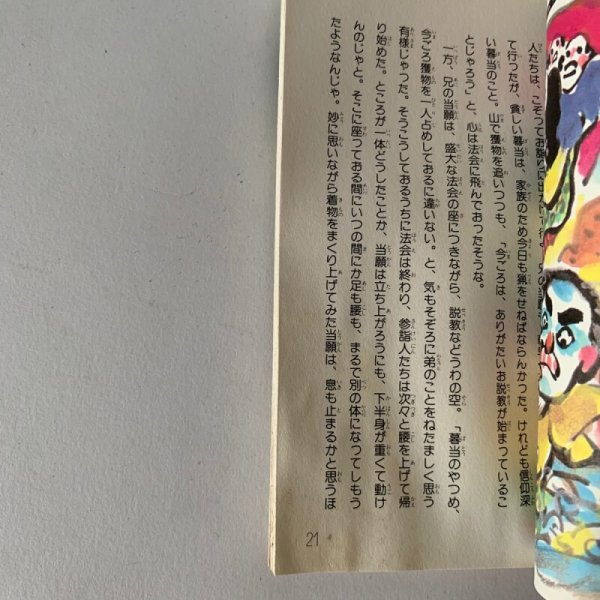 人たちは、こぞってお詣りに出かけて行
て行ったが、貧しい暮当は、家族のため今日も猟をせねばならんかった。けれども信仰深
い暮当のこと。山で獲物を追いつつも、「今ごろは、ありがたいお説教が始まっているこ
とじゃろう」と、心は法会に飛んでおったそうな。
一方、兄の当願は、盛大な法会の座につきながら、説教などうわの空。「暮当のやつめ、
今ごろ獲物を一人占めしておるに違いない。と、気もそぞろに弟のことをねたましく思う
有様じゃった。そうこうしておるうちに法会は終わり、参詣人たちは次々と腰を上げて帰
り始めた。ところが一体どうしたことか、当願は立ち上がろうにも、下半身が重くて動け
んのじゃと。そこに座っておる間にいつの間にか足も腰も、まるで別の体になってしもう
たようなんじゃ。妙に思いながら着物をまくり上げてみた当願は、息も止まるかと思うほ
21